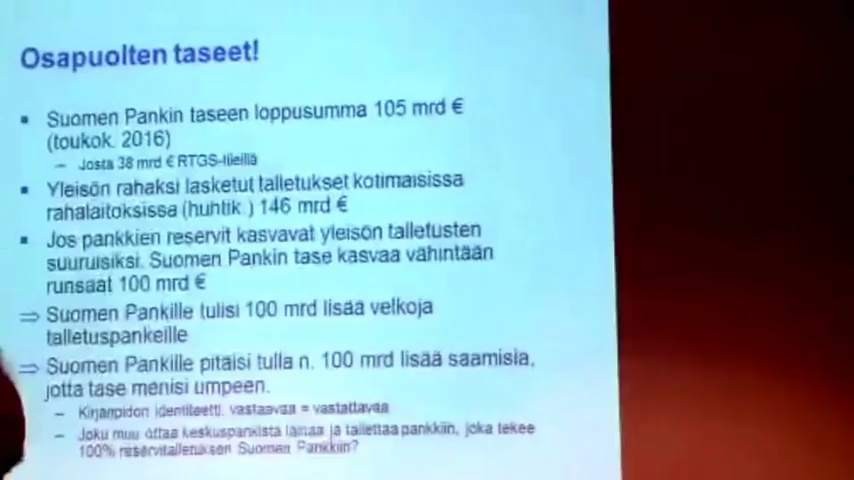 Osapuolten taseet!
▪ Suomen Pankin taseen loppusumma 105 mrd €
(toukok. 2016)
– Josta 38 mrd € RTGS-tileillä
▪ Yleisön rahaksi lasketut talletukset kotimaisissa
rahalaitoksissa (huhtik.) 146 mrd €
▪ Jos pankkien reservit kasvavat yleisön talletusten
suuruisiksi, Suomen Pankin tase kasvaa vähintään
runsaat 100 mrd €
⇒ Suomen Pankille tulisi 100 mrd lisää velkoja
talletuspankeille
⇒ Suomen Pankille pitäisi tulla n. 100 mrd lisää saamisia,
jotta tase menisi umpeen.
– Kirjanpidon identiteetti, vastaavaa = vastattavaa
– Joku muu ottaa keskuspankista lainaa ja tallettaa pankkiin, joka tekee
100% reservitalletuksen Suomen Pankkiin?